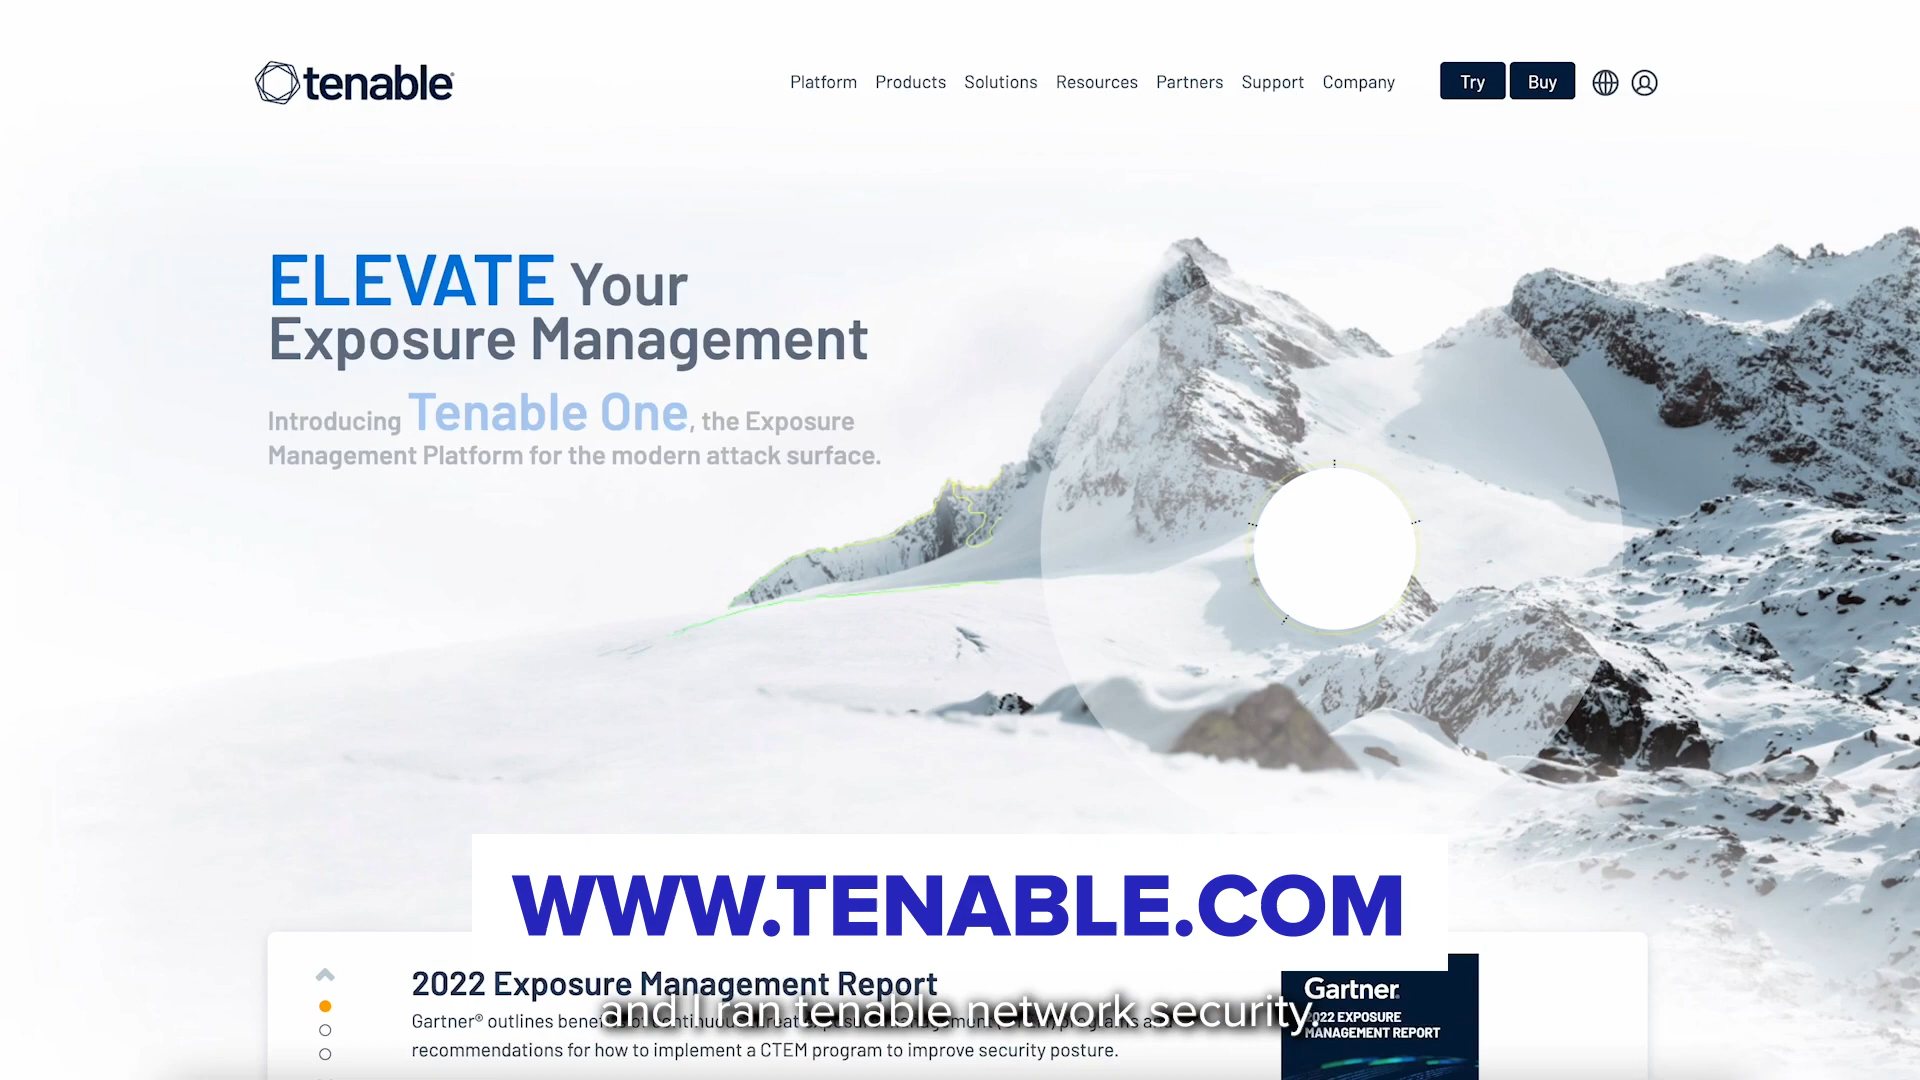 tenable
Platform Products Solutions Resources Partners Support Company Try Buy
ELEVATE Your
Exposure Management
Introducing Tenable One, the Exposure
Management Platform for the modern attack surface.
WWW.TENABLE.COM
2022 Exposure Management Report
and I ran tenable network security.
Gartner® outlines
recommendations for how to implement a CTEM program to improve security posture.
Gartner
2022 EXPOSURE
MANAGEMENT REPORT